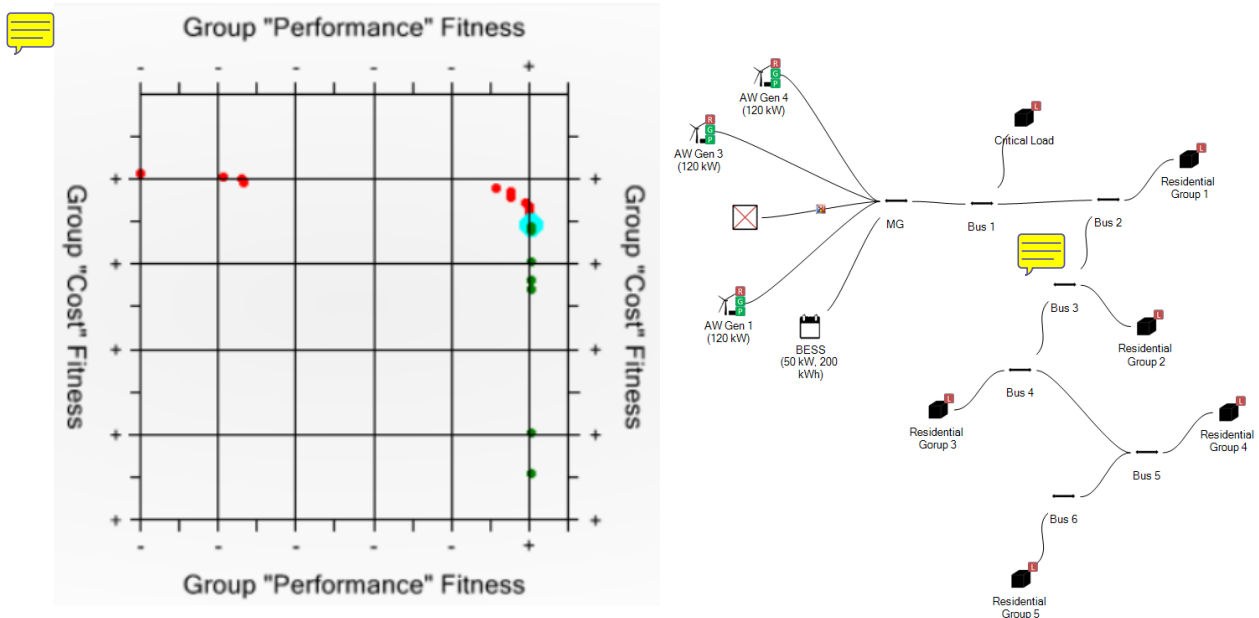 Group "Performance" Fitness
- - - - - +
Group "Cost" Fitness
+ + + + +
+ + + + +
Group "Cost" Fitness
- - - - - +
Group "Performance" Fitness
R
G
P
AW Gen 4
(120 kW)
R
G
P
AW Gen 3
(120 kW)
R
G
P
AW Gen 1
(120 kW)
BESS
(50 kW, 200
kWh)
MG
Bus 1
L
Critical Load
Bus 2
L
Residential
Group 1
Bus 3
L
Residential
Group 2
Bus 4
L
Residential
Gorup 3
L
Residential
Group 4
Bus 5
Bus 6
L
Residential
Group 5